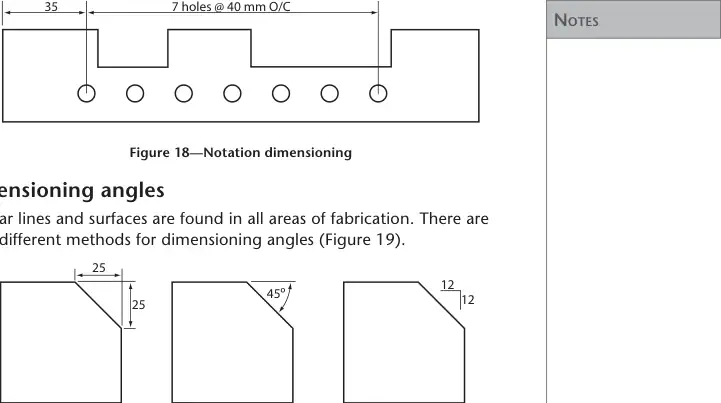 35
7 holes @ 40 mm O/C
NOTES
Figure 18—Notation dimensioning
ensioning angles
ar lines and surfaces are found in all areas of fabrication. There are
different methods for dimensioning angles (Figure 19).
25
25
45°
12
12